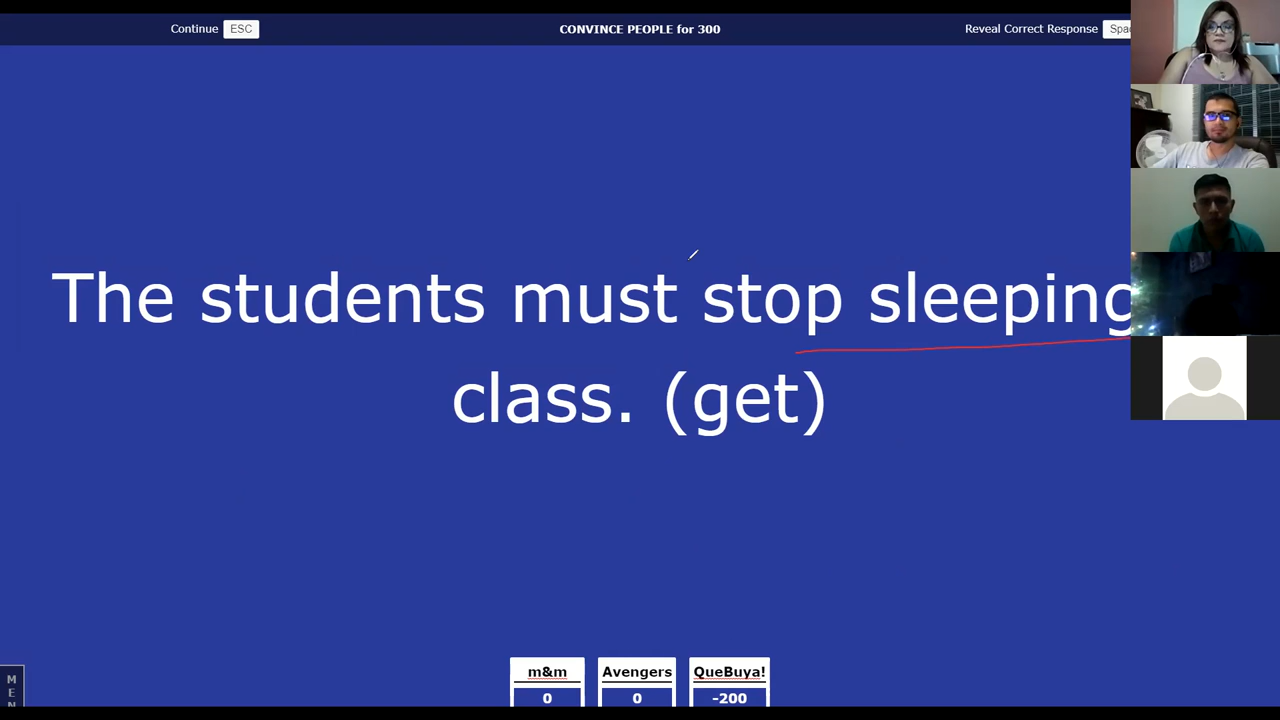 Continue ESC
CONVINCE PEOPLE for 300
Reveal Correct Response
The students must stop sleeping
class. (get)
m&m
0
Avengers
0
QueBuya!
-200
M
E